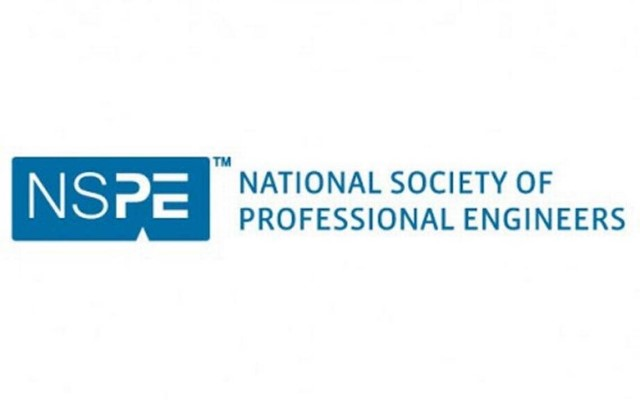 NSPE™
NATIONAL SOCIETY OF
PROFESSIONAL ENGINEERS